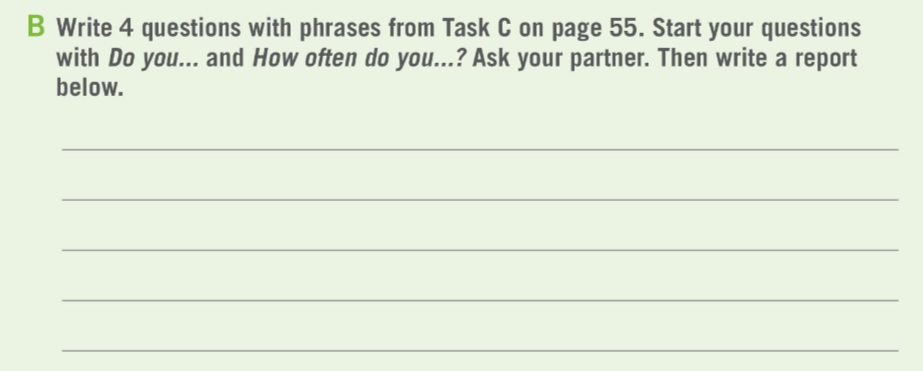 B Write 4 questions with phrases from Task C on page 55. Start your questions
with Do you... and How often do you...? Ask your partner. Then write a report
below.